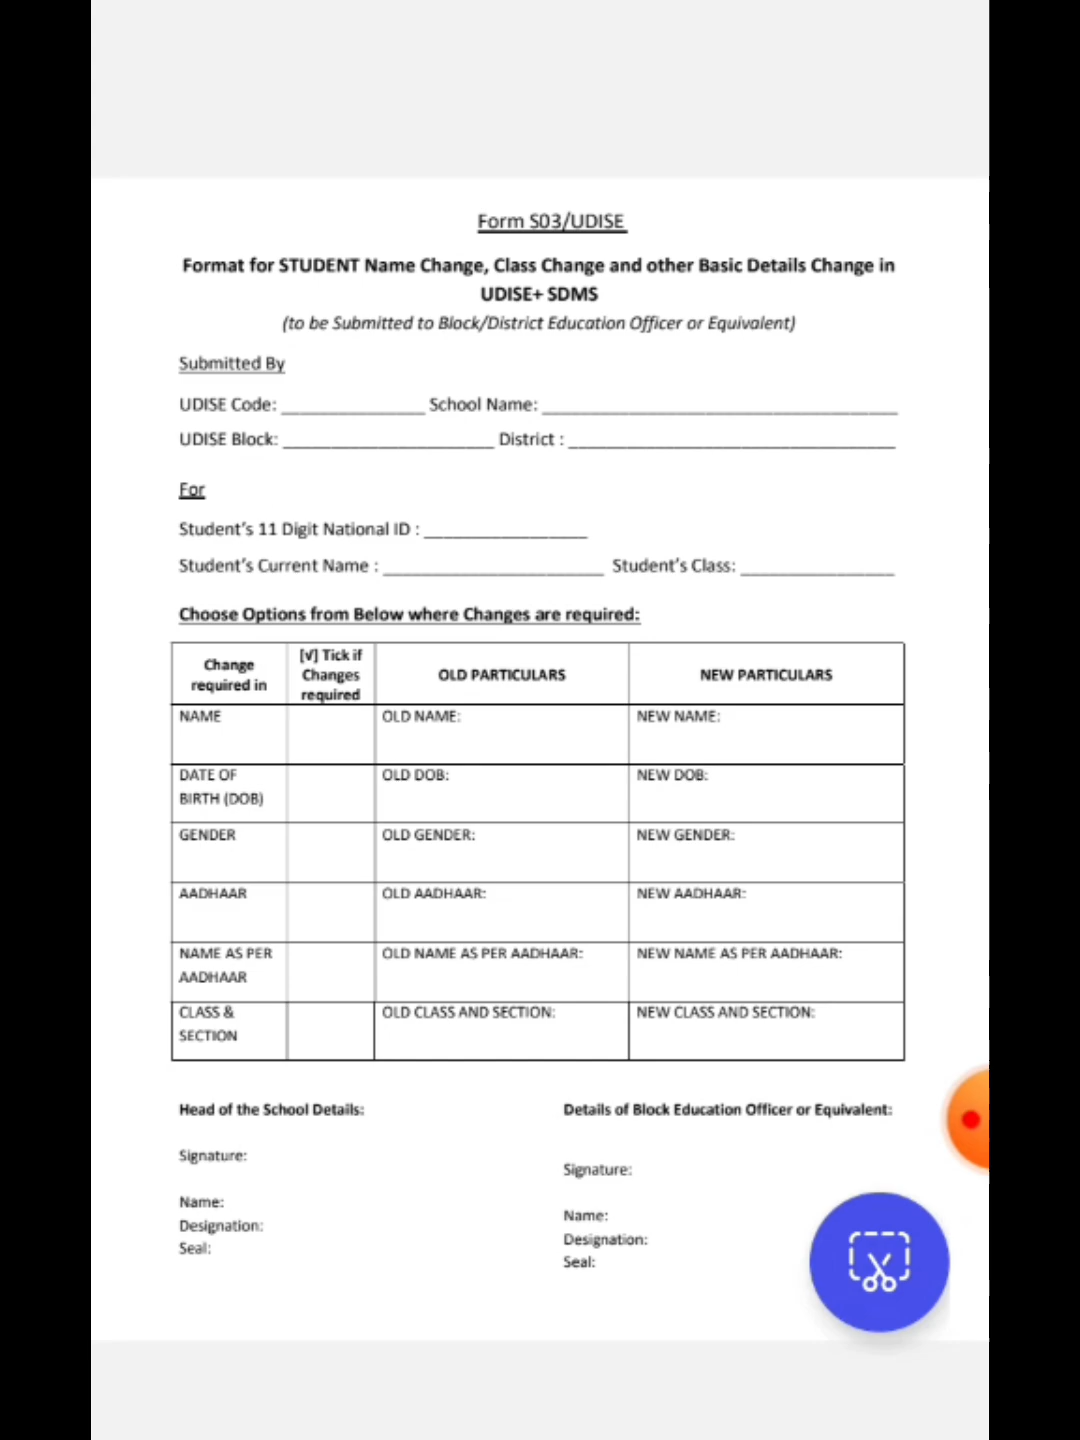 Form S03/UDISE
Format for STUDENT Name Change, Class Change and other Basic Details Change in
UDISE+ SDMS
(to be Submitted to Block/District Education Officer or Equivalent)
Submitted By
UDISE Code: _______________ School Name: _____________________________________
UDISE Block: ______________________ District : __________________________________
For
Student's 11 Digit National ID : _________________
Student's Current Name : _______________________ Student's Class: ________________
Choose Options from Below where Changes are required:
Change required in
[√] Tick if Changes required
OLD PARTICULARS
NEW PARTICULARS
NAME
OLD NAME:
NEW NAME:
DATE OF BIRTH (DOB)
OLD DOB:
NEW DOB:
GENDER
OLD GENDER:
NEW GENDER:
AADHAAR
OLD AADHAAR:
NEW AADHAAR:
NAME AS PER AADHAAR
OLD NAME AS PER AADHAAR:
NEW NAME AS PER AADHAAR:
CLASS & SECTION
OLD CLASS AND SECTION:
NEW CLASS AND SECTION:
Head of the School Details:
Signature:
Name:
Designation:
Seal:
Details of Block Education Officer or Equivalent:
Signature:
Name:
Designation:
Seal: